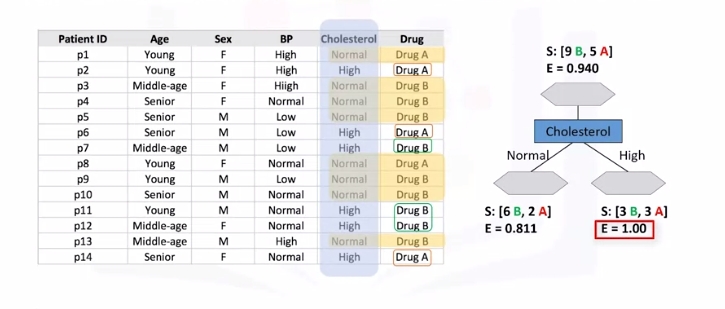 Patient ID Age Sex BP Cholesterol Drug
p1 Young F High Normal Drug A
p2 Young F High High Drug A
p3 Middle-age F Hiigh Normal Drug B
p4 Senior F Normal Normal Drug B
p5 Senior M Low Normal Drug B
p6 Senior M Low High Drug A
p7 Middle-age M Low High Drug B
p8 Young F Normal Normal Drug A
p9 Young M Low Normal Drug B
p10 Senior M Normal Normal Drug B
p11 Young M Normal High Drug B
p12 Middle-age F Normal High Drug B
p13 Middle-age M High Normal Drug B
p14 Senior F Normal High Drug A
S: [9 B, 5 A]
E = 0.940
Cholesterol
Normal High
S: [6 B, 2 A] S: [3 B, 3 A]
E = 0.811 E = 1.00